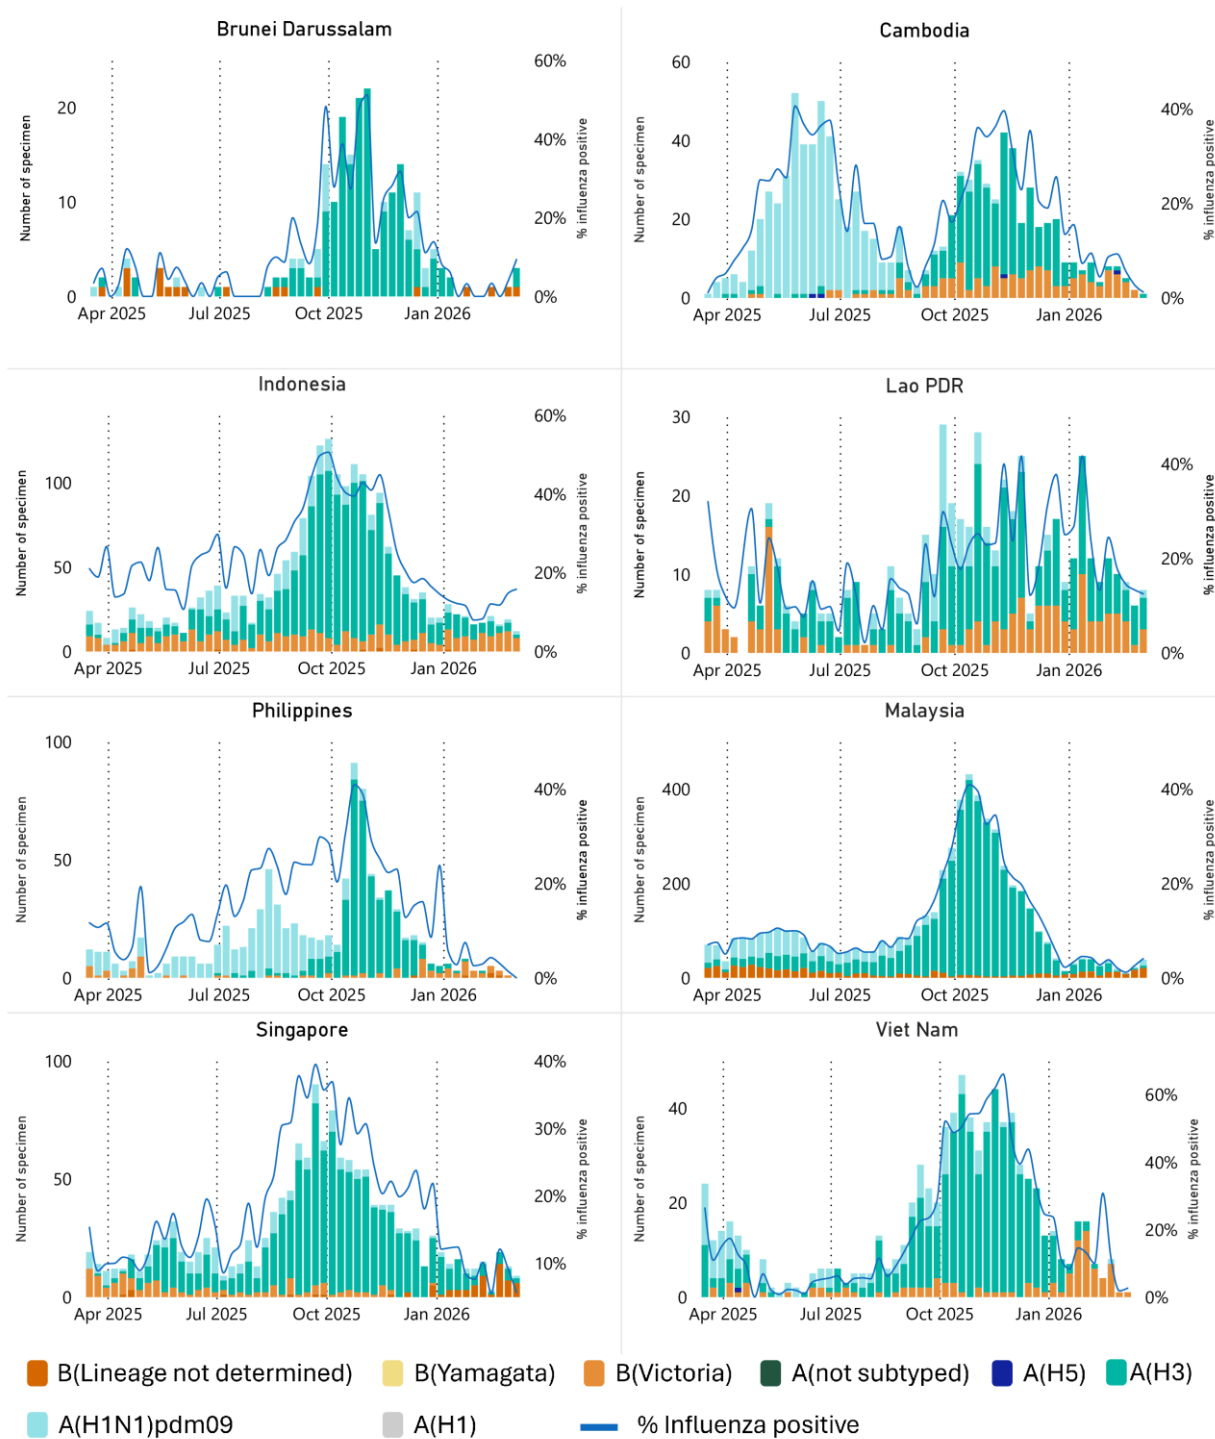 Brunei Darussalam
Number of specimen
20
10
0
60%
40%
20%
0%
% influenza positive
Apr 2025 Jul 2025 Oct 2025 Jan 2026
Cambodia
Number of specimen
60
40
20
0
40%
20%
0%
% influenza positive
Apr 2025 Jul 2025 Oct 2025 Jan 2026
Indonesia
Number of specimen
100
50
0
60%
40%
20%
0%
% influenza positive
Apr 2025 Jul 2025 Oct 2025 Jan 2026
Lao PDR
Number of specimen
30
20
10
0
40%
20%
0%
% influenza positive
Apr 2025 Jul 2025 Oct 2025 Jan 2026
Philippines
Number of specimen
100
50
0
40%
20%
0%
% influenza positive
Apr 2025 Jul 2025 Oct 2025 Jan 2026
Malaysia
Number of specimen
400
200
0
40%
20%
0%
% influenza positive
Apr 2025 Jul 2025 Oct 2025 Jan 2026
Singapore
Number of specimen
100
50
0
40%
30%
20%
10%
% influenza positive
Apr 2025 Jul 2025 Oct 2025 Jan 2026
Viet Nam
Number of specimen
40
20
0
60%
40%
20%
0%
% influenza positive
Apr 2025 Jul 2025 Oct 2025 Jan 2026
B(Lineage not determined) B(Yamagata) B(Victoria) A(not subtyped) A(H5) A(H3)
A(H1N1)pdm09 A(H1) % Influenza positive